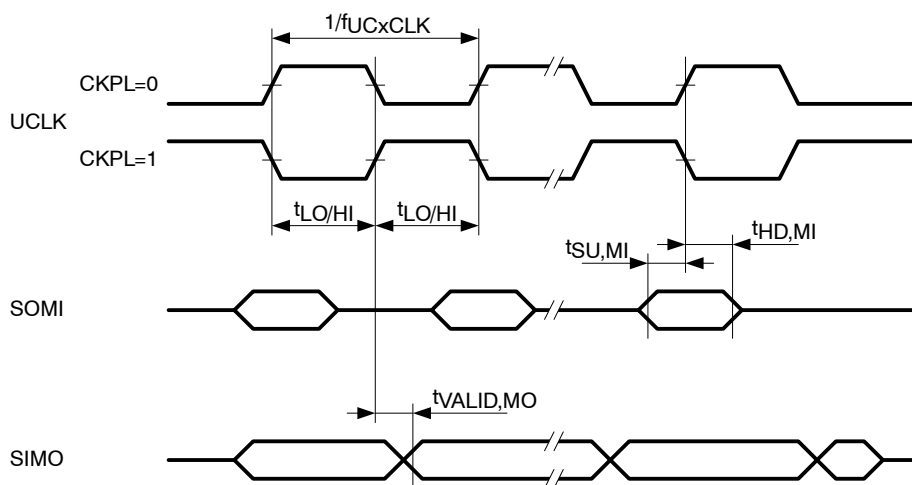 1/fUCxCLK
CKPL=0
UCLK
CKPL=1
tLO/HI tLO/HI
tSU,MI tHD,MI
SOMI
tVALID,MO
SIMO